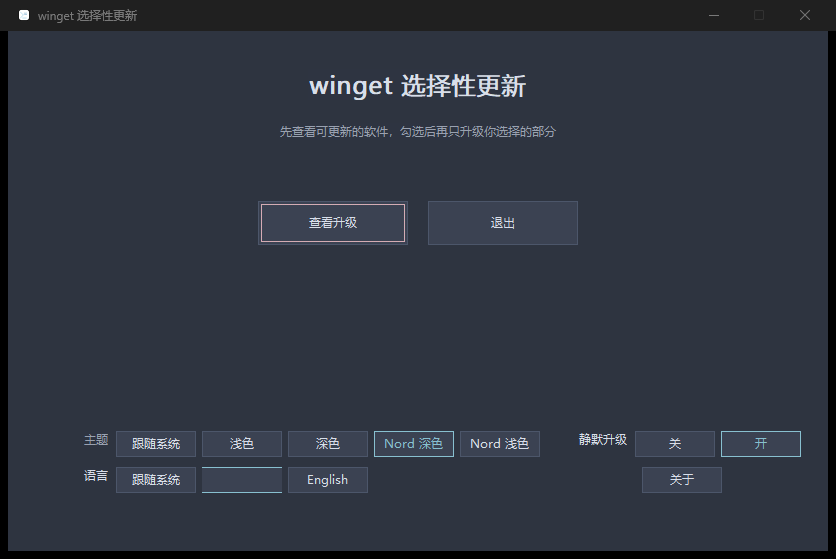 winget 选择性更新
winget 选择性更新
先查看可更新的软件，勾选后再只升级你选择的部分
查看升级 退出
主题 跟随系统 浅色 深色 Nord 深色 Nord 浅色 静默升级 关 开
语言 跟随系统 English 关于